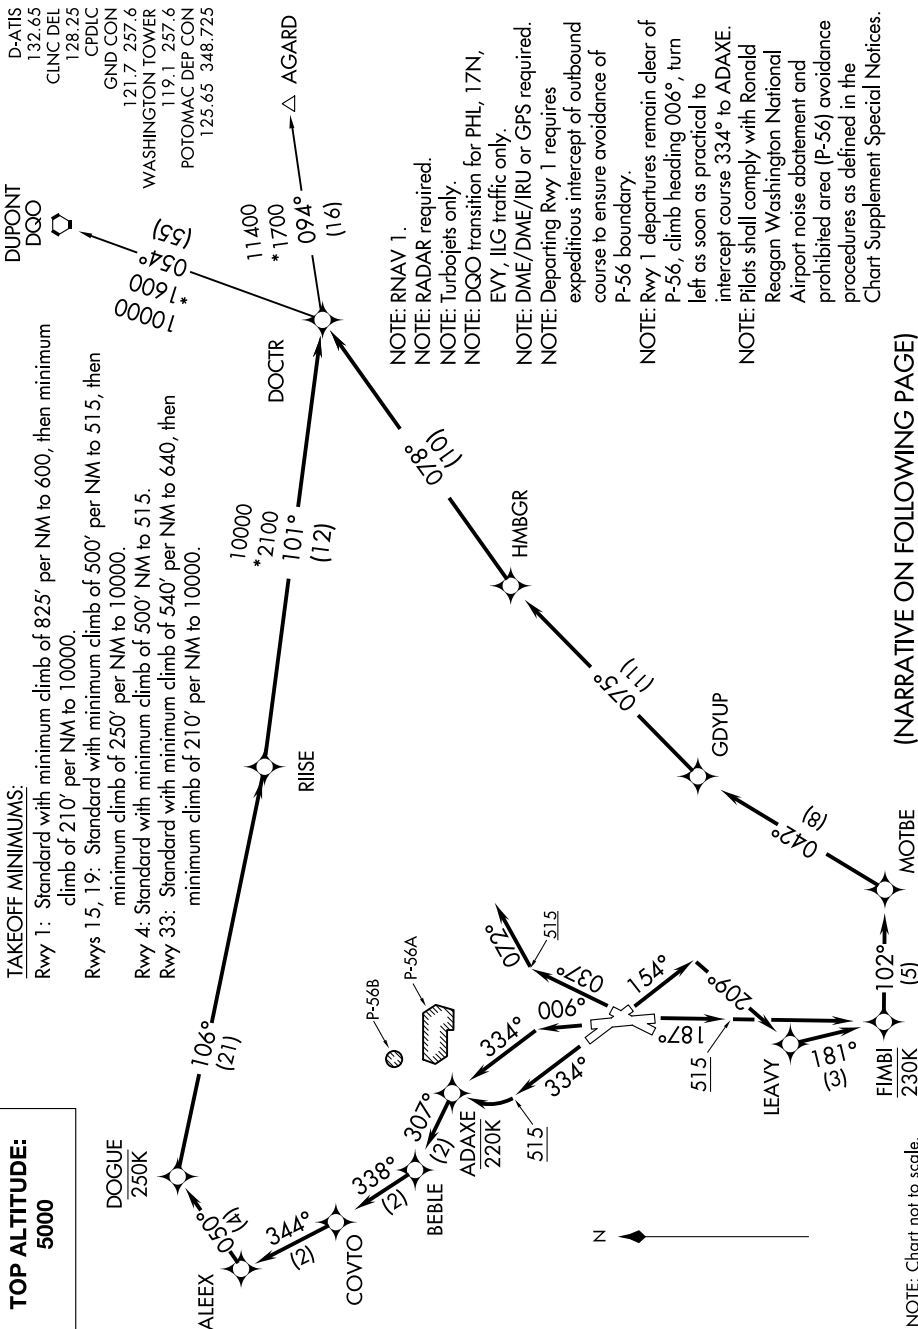 TOP ALTITUDE:
5000
TAKEOFF MINIMUMS:
Rwy 1: Standard with minimum climb of 825' per NM to 600, then minimum
climb of 210' per NM to 10000.
Rwys 15, 19: Standard with minimum climb of 500' per NM to 515, then
minimum climb of 250' per NM to 10000.
Rwy 4: Standard with minimum climb of 500' NM to 515.
Rwy 33: Standard with minimum climb of 540' per NM to 640, then
minimum climb of 210' per NM to 10000.
D-ATIS
132.65
CLNC DEL
128.25
CPDLC
GND CON
121.7 257.6
WASHINGTON TOWER
119.1 257.6
POTOMAC DEP CON
125.65 348.725
DUPONT
DQO
10000
*1600
054°
(55)
AGARD
11400
*1700
094°
(16)
DOCTR
10000
*2100
101°
(12)
RIISE
106°
(21)
DOGUE
250K
050°
(4)
ALEEX
344°
(2)
COVTO
338°
(2)
BEBLE
307°
(2)
ADAXE
220K
P-56B
P-56A
334°
006°
334°
515
037°
072°
515
154°
209°
187°
515
LEAVY
181°
(3)
FIMBI
230K
102°
(5)
MOTBE
042°
(8)
GDYUP
075°
(11)
HMBGR
078°
(10)
NOTE: RNAV 1.
NOTE: RADAR required.
NOTE: Turbojets only.
NOTE: DQO transition for PHL, 17N,
EVY, ILG traffic only.
NOTE: DME/DME/IRU or GPS required.
NOTE: Departing Rwy 1 requires
expeditious intercept of outbound
course to ensure avoidance of
P-56 boundary.
NOTE: Rwy 1 departures remain clear of
P-56, climb heading 006°, turn
left as soon as practical to
intercept course 334° to ADAXE.
NOTE: Pilots shall comply with Ronald
Reagan Washington National
Airport noise abatement and
prohibited area (P-56) avoidance
procedures as defined in the
Chart Supplement Special Notices.
N
NOTE: Chart not to scale.
(NARRATIVE ON FOLLOWING PAGE)